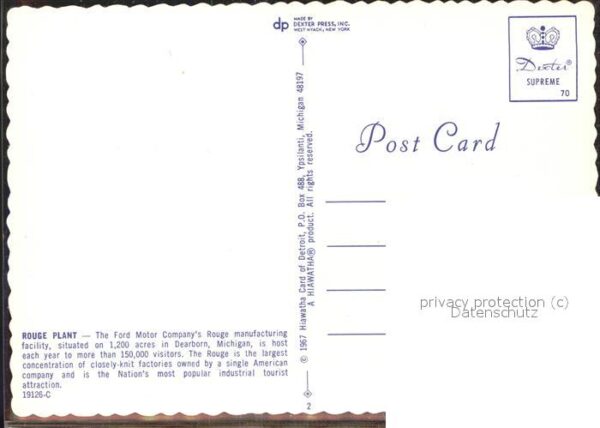 dp MADE BY
DEXTER PRESS, INC.
WEST NYACK, NEW YORK
Dexter®
SUPREME
70
Post Card
© 1967 Hiawatha Card of Detroit, P.O. Box 488, Ypsilanti, Michigan 48197
A HIAWATHA® product. All rights reserved.
privacy protection (c)
Datenschutz
ROUGE PLANT — The Ford Motor Company's Rouge manufacturing
facility, situated on 1,200 acres in Dearborn, Michigan, is host
each year to more than 150,000 visitors. The Rouge is the largest
concentration of closely-knit factories owned by a single American
company and is the Nation's most popular industrial tourist
attraction.
19126-C
2